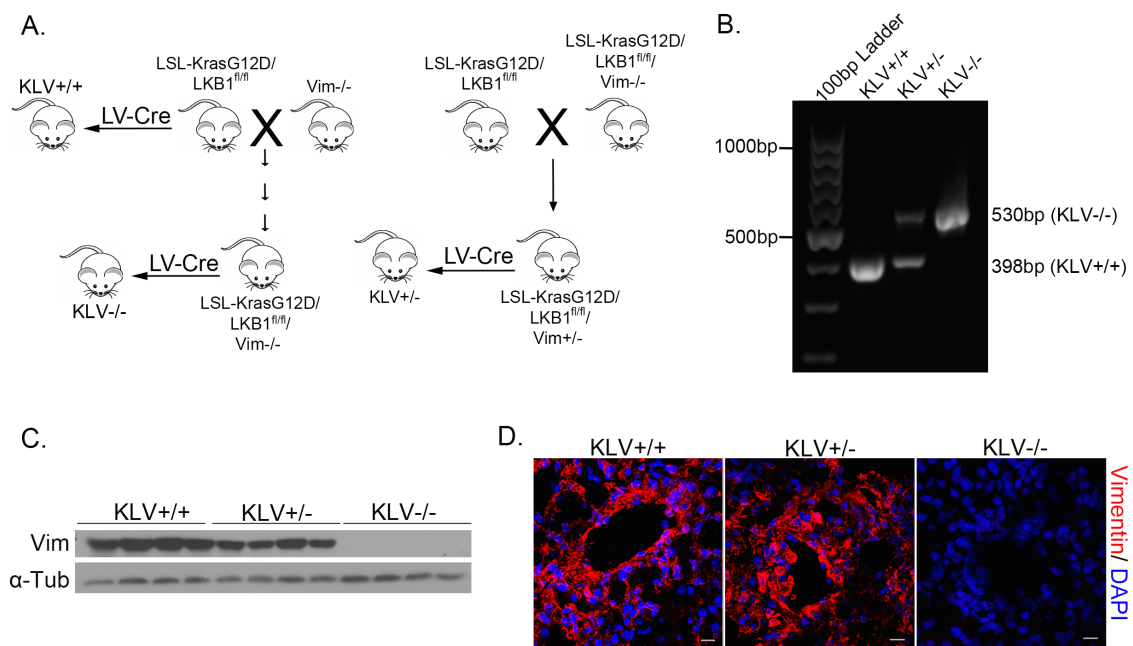 A.
KLV+/+
LV-Cre
LSL-KrasG12D/
LKB1fl/fl
X
Vim-/-
KLV-/-
LV-Cre
LSL-KrasG12D/
LKB1fl/fl/
Vim-/-
LSL-KrasG12D/
LKB1fl/fl
X
LSL-KrasG12D/
LKB1fl/fl/
Vim-/-
KLV+/-
LV-Cre
LSL-KrasG12D/
LKB1fl/fl/
Vim+/-
B.
100bp Ladder
KLV+/+
KLV+/-
KLV-/-
1000bp
500bp
530bp (KLV-/-)
398bp (KLV+/+)
C.
KLV+/+ KLV+/- KLV-/-
Vim
α-Tub
D.
KLV+/+ KLV+/- KLV-/-
Vimentin/ DAPI